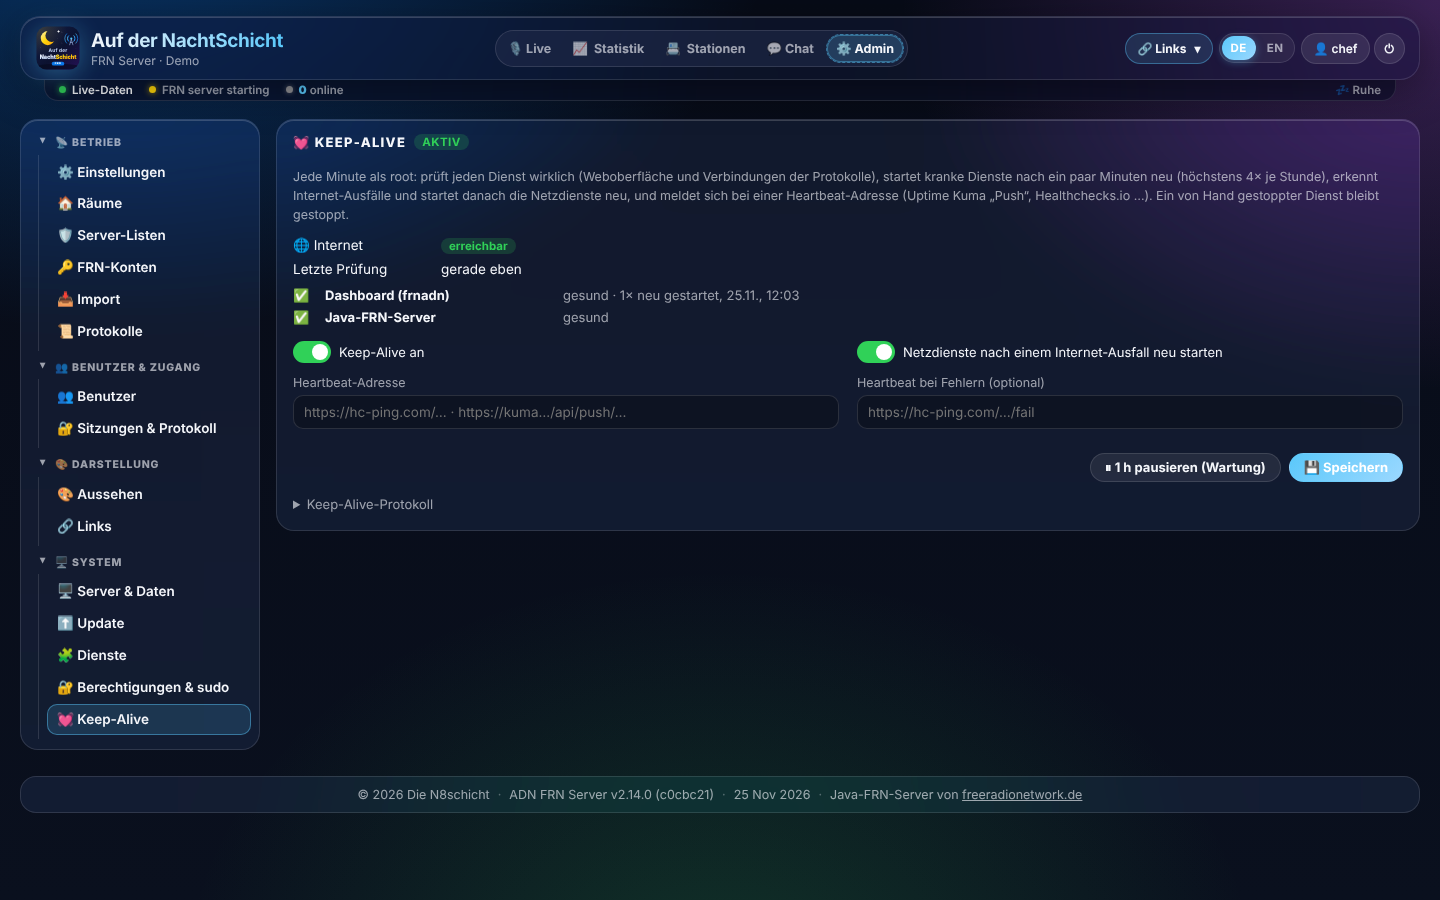 Auf der NachtSchicht
FRN Server · Demo
Auf der
NachtSchicht
Live
Statistik
Stationen
Chat
Admin
Links ▾
DE
EN
chef
Live-Daten
FRN server starting
0 online
Ruhe
BETRIEB
Einstellungen
Räume
Server-Listen
FRN-Konten
Import
Protokolle
BENUTZER & ZUGANG
Benutzer
Sitzungen & Protokoll
DARSTELLUNG
Aussehen
Links
SYSTEM
Server & Daten
Update
Dienste
Berechtigungen & sudo
Keep-Alive
KEEP-ALIVE AKTIV
Jede Minute als root: prüft jeden Dienst wirklich (Weboberfläche und Verbindungen der Protokolle), startet kranke Dienste nach ein paar Minuten neu (höchstens 4× je Stunde), erkennt
Internet-Ausfälle und startet danach die Netzdienste neu, und meldet sich bei einer Heartbeat-Adresse (Uptime Kuma „Push“, Healthchecks.io …). Ein von Hand gestoppter Dienst bleibt
gestoppt.
Internet erreichbar
Letzte Prüfung gerade eben
Dashboard (frnadn) gesund · 1× neu gestartet, 25.11., 12:03
Java-FRN-Server gesund
Keep-Alive an
Netzdienste nach einem Internet-Ausfall neu starten
Heartbeat-Adresse
Heartbeat bei Fehlern (optional)
https://hc-ping.com/… · https://kuma…/api/push/…
https://hc-ping.com/…/fail
1 h pausieren (Wartung)
Speichern
Keep-Alive-Protokoll
© 2026 Die N8schicht · ADN FRN Server v2.14.0 (c0cbc21) · 25 Nov 2026 · Java-FRN-Server von freeradionetwork.de